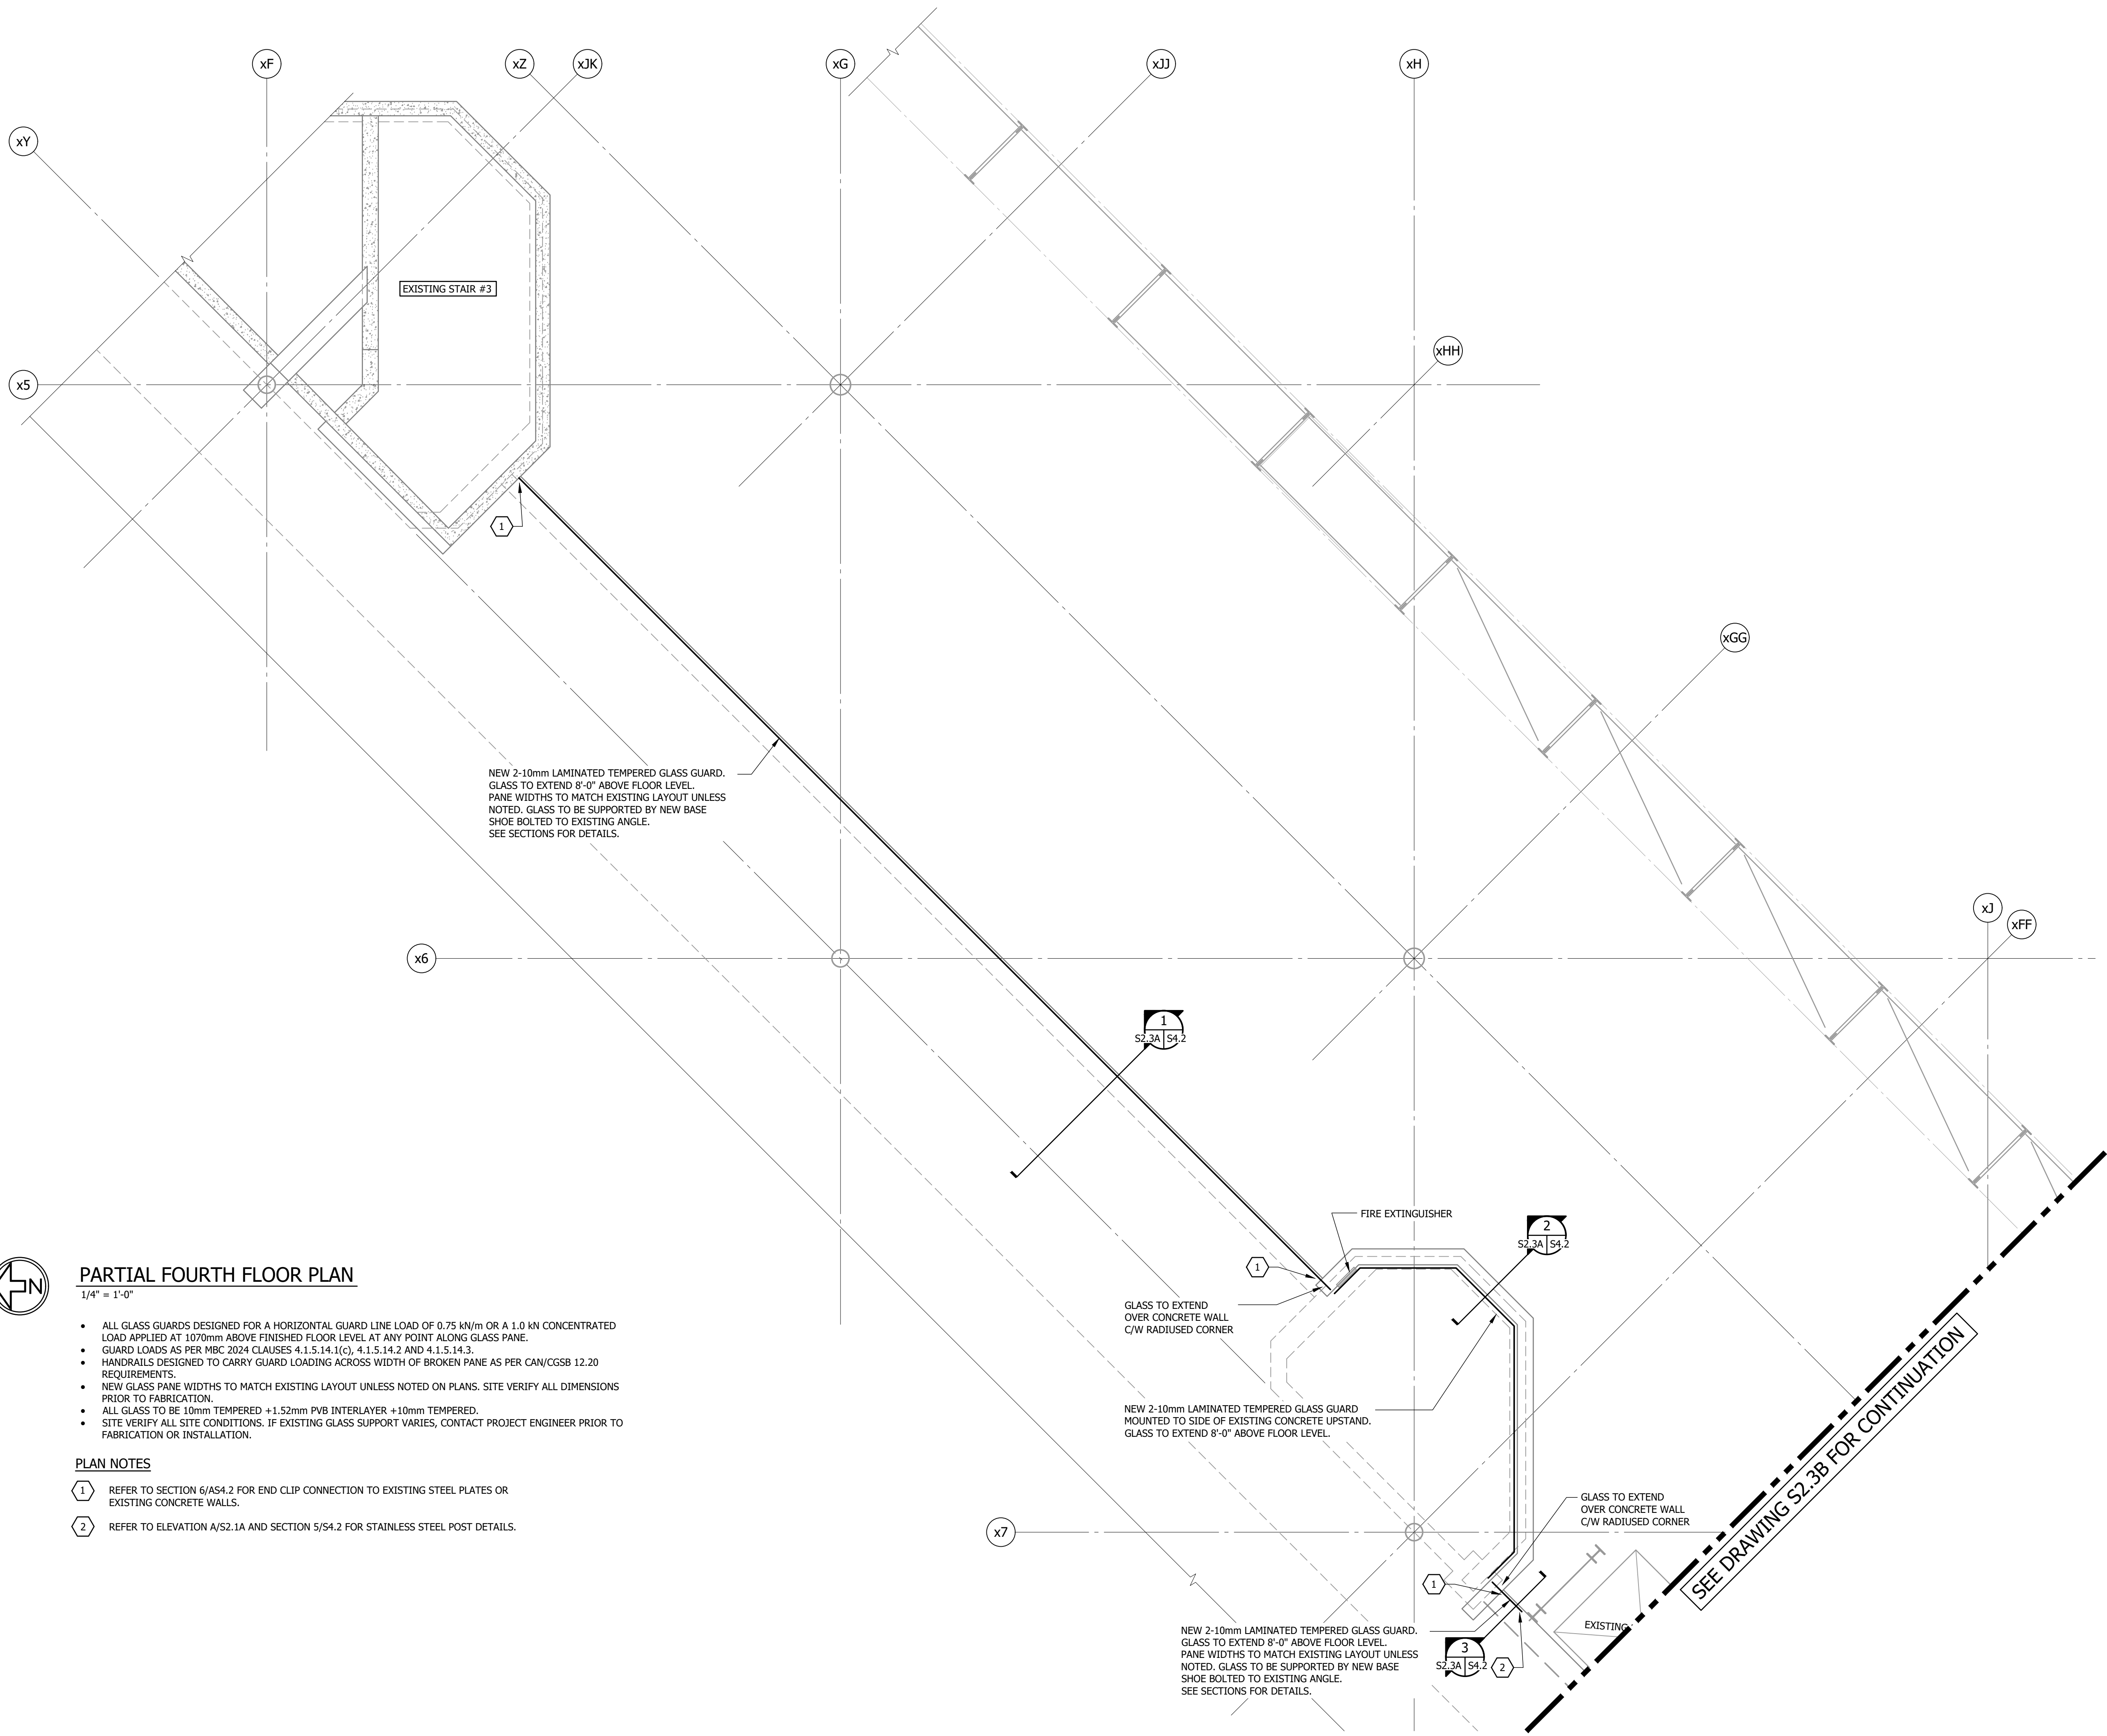 xF
xZ
xJK
xG
xJJ
xH
xY
EXISTING STAIR #3
xHH
x5
1
xGG
NEW 2-10mm LAMINATED TEMPERED GLASS GUARD.
GLASS TO EXTEND 8'-0" ABOVE FLOOR LEVEL.
PANE WIDTHS TO MATCH EXISTING LAYOUT UNLESS
NOTED. GLASS TO BE SUPPORTED BY NEW BASE
SHOE BOLTED TO EXISTING ANGLE.
SEE SECTIONS FOR DETAILS.
xJ
xFF
x6
1
S2.3A S4.2
FIRE EXTINGUISHER
2
S2.3A S4.2
1
GLASS TO EXTEND
OVER CONCRETE WALL
C/W RADIUSED CORNER
NEW 2-10mm LAMINATED TEMPERED GLASS GUARD
MOUNTED TO SIDE OF EXISTING CONCRETE UPSTAND.
GLASS TO EXTEND 8'-0" ABOVE FLOOR LEVEL.
SEE DRAWING S2.3B FOR CONTINUATION
GLASS TO EXTEND
OVER CONCRETE WALL
C/W RADIUSED CORNER
x7
1
EXISTING
NEW 2-10mm LAMINATED TEMPERED GLASS GUARD.
GLASS TO EXTEND 8'-0" ABOVE FLOOR LEVEL.
PANE WIDTHS TO MATCH EXISTING LAYOUT UNLESS
NOTED. GLASS TO BE SUPPORTED BY NEW BASE
SHOE BOLTED TO EXISTING ANGLE.
SEE SECTIONS FOR DETAILS.
3
S2.3A S4.2
2
N
PARTIAL FOURTH FLOOR PLAN
1/4" = 1'-0"
• ALL GLASS GUARDS DESIGNED FOR A HORIZONTAL GUARD LINE LOAD OF 0.75 kN/m OR A 1.0 kN CONCENTRATED
LOAD APPLIED AT 1070mm ABOVE FINISHED FLOOR LEVEL AT ANY POINT ALONG GLASS PANE.
• GUARD LOADS AS PER MBC 2024 CLAUSES 4.1.5.14.1(c), 4.1.5.14.2 AND 4.1.5.14.3.
• HANDRAILS DESIGNED TO CARRY GUARD LOADING ACROSS WIDTH OF BROKEN PANE AS PER CAN/CGSB 12.20
REQUIREMENTS.
• NEW GLASS PANE WIDTHS TO MATCH EXISTING LAYOUT UNLESS NOTED ON PLANS. SITE VERIFY ALL DIMENSIONS
PRIOR TO FABRICATION.
• ALL GLASS TO BE 10mm TEMPERED +1.52mm PVB INTERLAYER +10mm TEMPERED.
• SITE VERIFY ALL SITE CONDITIONS. IF EXISTING GLASS SUPPORT VARIES, CONTACT PROJECT ENGINEER PRIOR TO
FABRICATION OR INSTALLATION.
PLAN NOTES
1 REFER TO SECTION 6/AS4.2 FOR END CLIP CONNECTION TO EXISTING STEEL PLATES OR
EXISTING CONCRETE WALLS.
2 REFER TO ELEVATION A/S2.1A AND SECTION 5/S4.2 FOR STAINLESS STEEL POST DETAILS.